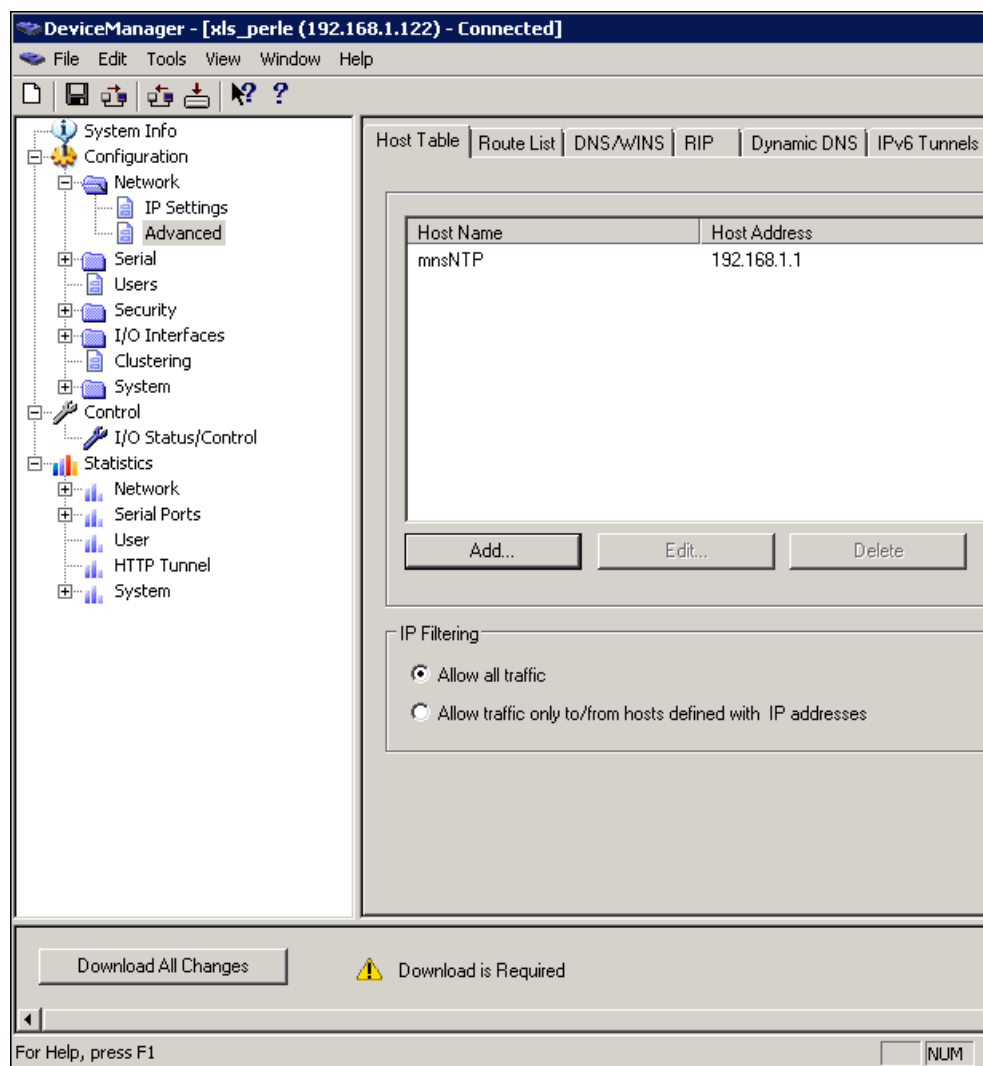 DeviceManager - [xls_perle (192.168.1.122) - Connected]
File Edit Tools View Window Help
System Info
Configuration
Network
IP Settings
Advanced
Serial
Users
Security
I/O Interfaces
Clustering
System
Control
I/O Status/Control
Statistics
Network
Serial Ports
User
HTTP Tunnel
System
Host Table Route List DNS/WINS RIP Dynamic DNS IPv6 Tunnels
Host Name Host Address
mnsNTP 192.168.1.1
Add... Edit... Delete
IP Filtering
Allow all traffic
Allow traffic only to/from hosts defined with IP addresses
Download All Changes Download is Required
For Help, press F1 NUM